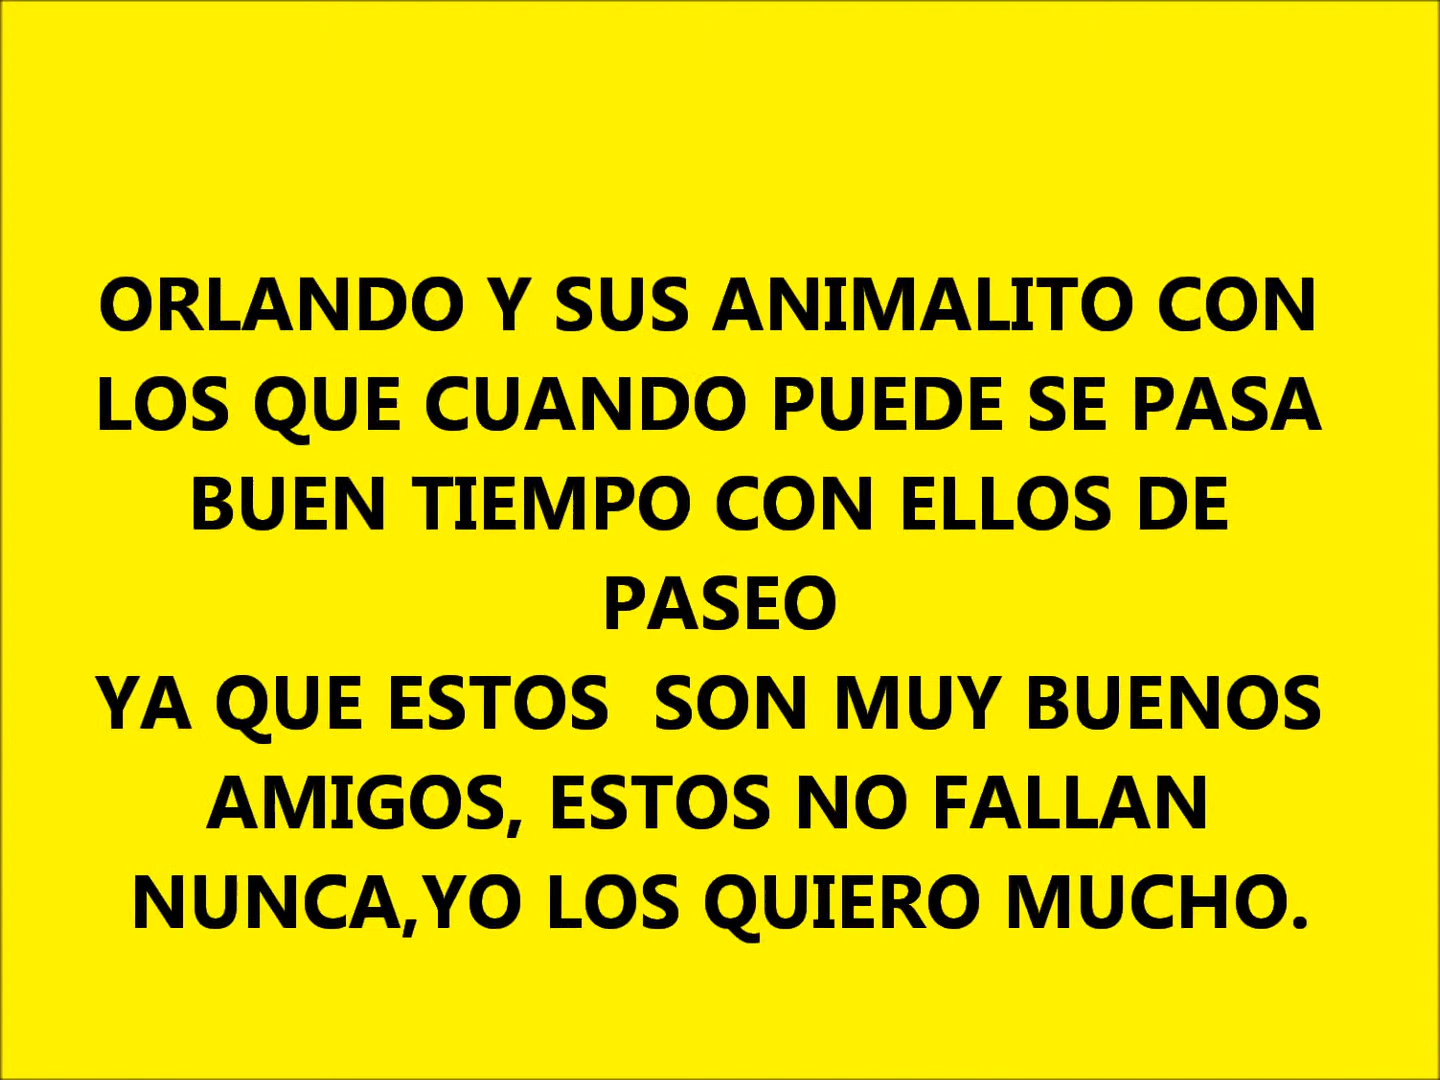 ORLANDO Y SUS ANIMALITO CON
LOS QUE CUANDO PUEDE SE PASA
BUEN TIEMPO CON ELLOS DE
PASEO
YA QUE ESTOS  SON MUY BUENOS
AMIGOS, ESTOS NO FALLAN
NUNCA,YO LOS QUIERO MUCHO.